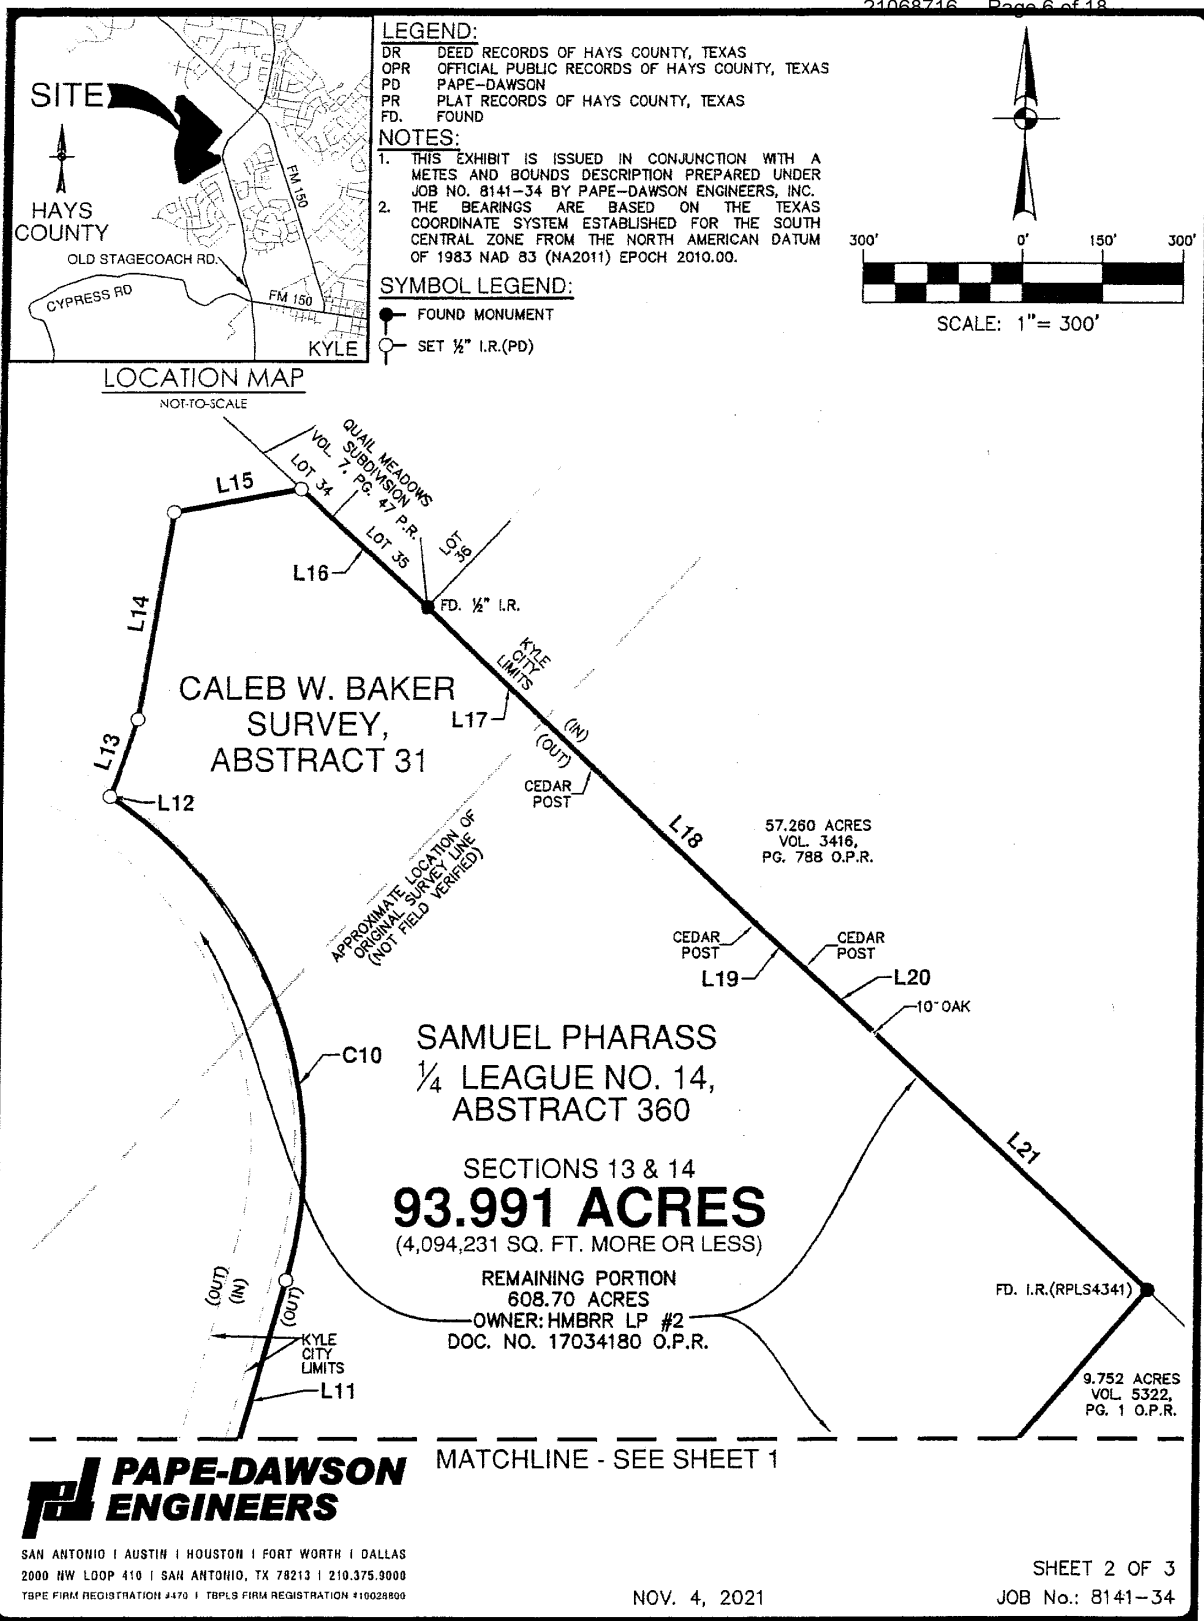 21068716 Page 6 of 18
SITE
HAYS
COUNTY
OLD STAGECOACH RD.
CYPRESS RD
FM 150
FM 150
KYLE
LOCATION MAP
NOT-TO-SCALE
LEGEND:
DR DEED RECORDS OF HAYS COUNTY, TEXAS
OPR OFFICIAL PUBLIC RECORDS OF HAYS COUNTY, TEXAS
PD PAPE-DAWSON
PR PLAT RECORDS OF HAYS COUNTY, TEXAS
FD. FOUND
NOTES:
1. THIS EXHIBIT IS ISSUED IN CONJUNCTION WITH A
METES AND BOUNDS DESCRIPTION PREPARED UNDER
JOB NO. 8141-34 BY PAPE-DAWSON ENGINEERS, INC.
2. THE BEARINGS ARE BASED ON THE TEXAS
COORDINATE SYSTEM ESTABLISHED FOR THE SOUTH
CENTRAL ZONE FROM THE NORTH AMERICAN DATUM
OF 1983 NAD 83 (NA2011) EPOCH 2010.00.
SYMBOL LEGEND:
FOUND MONUMENT
SET ½" I.R.(PD)
300' 0' 150' 300'
SCALE: 1"= 300'
QUAIL MEADOWS
SUBDIVISION
VOL. 7, PG. 47 P.R.
LOT 34
LOT 35
LOT
36
L15
L16
L14
FD. ½" I.R.
KYLE
CITY
LIMITS
CALEB W. BAKER
SURVEY,
ABSTRACT 31
L17
(IN)
(OUT)
L13
L12
CEDAR
POST
L18
57.260 ACRES
VOL. 3416,
PG. 788 O.P.R.
APPROXIMATE LOCATION OF
ORIGINAL SURVEY LINE
(NOT FIELD VERIFIED)
CEDAR
POST
CEDAR
POST
L19
L20
10" OAK
C10
SAMUEL PHARASS
¼ LEAGUE NO. 14,
ABSTRACT 360
L21
SECTIONS 13 & 14
93.991 ACRES
(4,094,231 SQ. FT. MORE OR LESS)
REMAINING PORTION
608.70 ACRES
OWNER: HMBRR LP #2
DOC. NO. 17034180 O.P.R.
FD. I.R.(RPLS4341)
(OUT)
(IN)
(OUT)
KYLE
CITY
LIMITS
L11
9.752 ACRES
VOL. 5322,
PG. 1 O.P.R.
MATCHLINE - SEE SHEET 1
PAPE-DAWSON
ENGINEERS
SAN ANTONIO I AUSTIN I HOUSTON I FORT WORTH I DALLAS
2000 NW LOOP 410 I SAN ANTONIO, TX 78213 I 210.375.9000
TBPE FIRM REGISTRATION #470 I TBPLS FIRM REGISTRATION #10028800
NOV. 4, 2021
SHEET 2 OF 3
JOB No.: 8141-34